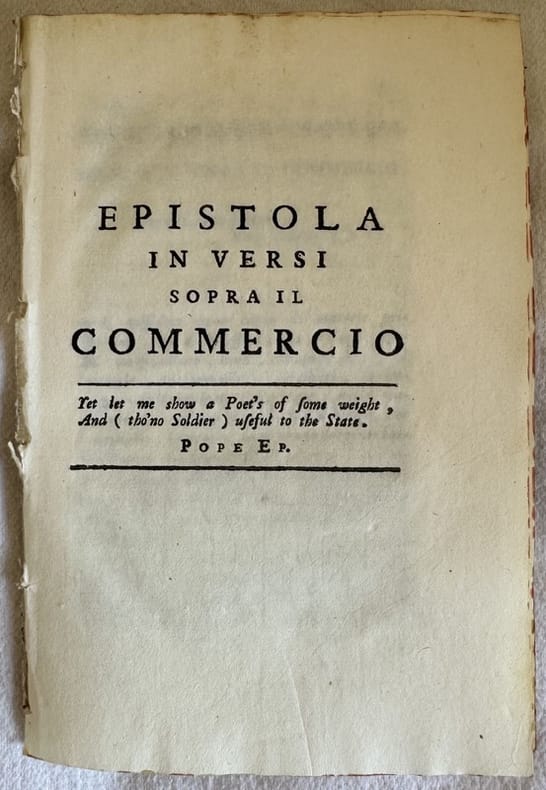 EPISTOLA
IN VERSI
SOPRA IL
COMMERCIO
Yet let me show a Poet's of ſome weight,
And ( tho'no Soldier ) uſeful to the State.
POPE EP.